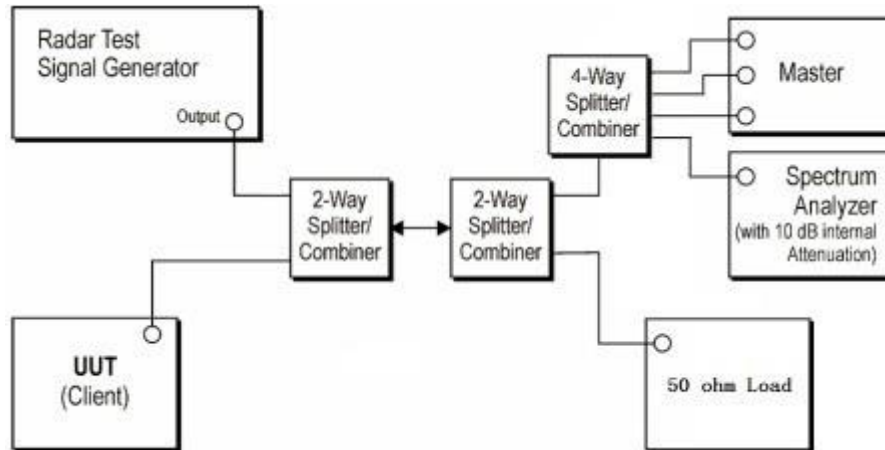 Radar Test
Signal Generator
Output
4-Way
Splitter/
Combiner
Master
2-Way
Splitter/
Combiner
2-Way
Splitter/
Combiner
Spectrum
Analyzer
(with 10 dB internal
Attenuation)
UUT
(Client)
50 ohm Load